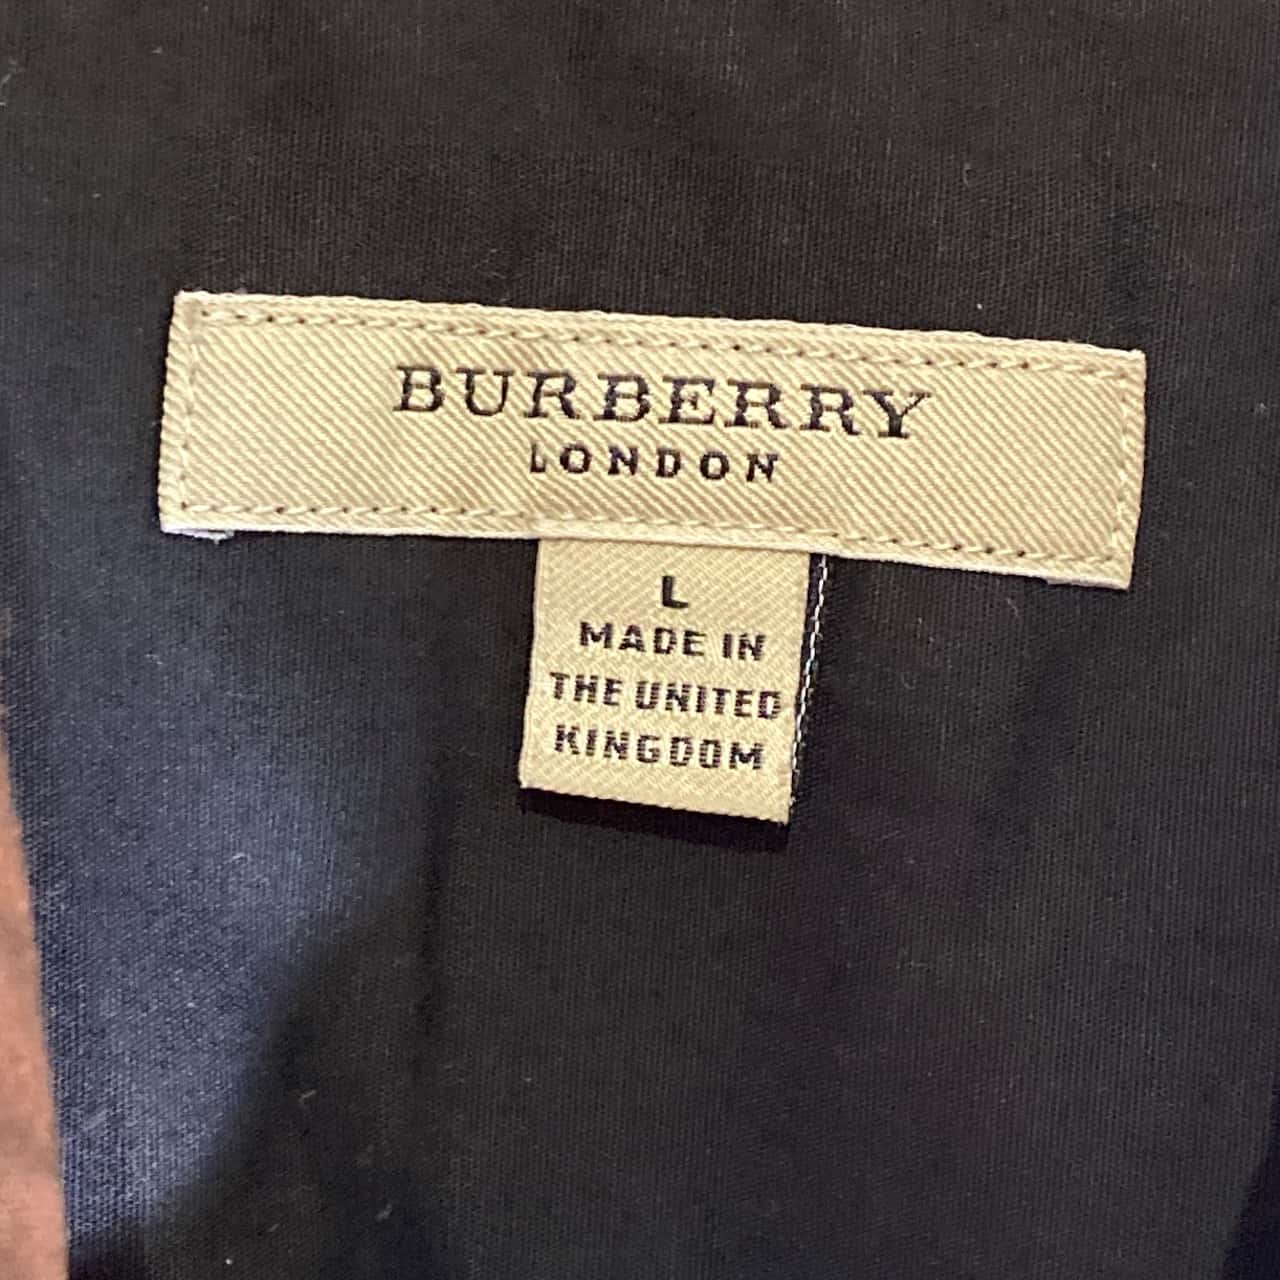 BURBERRY
LONDON
L
MADE IN
THE UNITED
KINGDOM